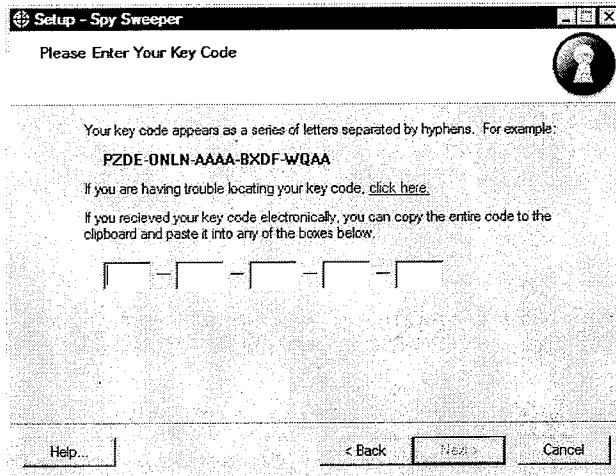 Setup - Spy Sweeper
Please Enter Your Key Code
Your key code appears as a series of letters separated by hyphens. For example:
PZDE-ONLN-AAAA-BXDF-WQAA
If you are having trouble locating your key code, click here.
If you recieved your key code electronically, you can copy the entire code to the
clipboard and paste it into any of the boxes below.
Help... < Back Next > Cancel